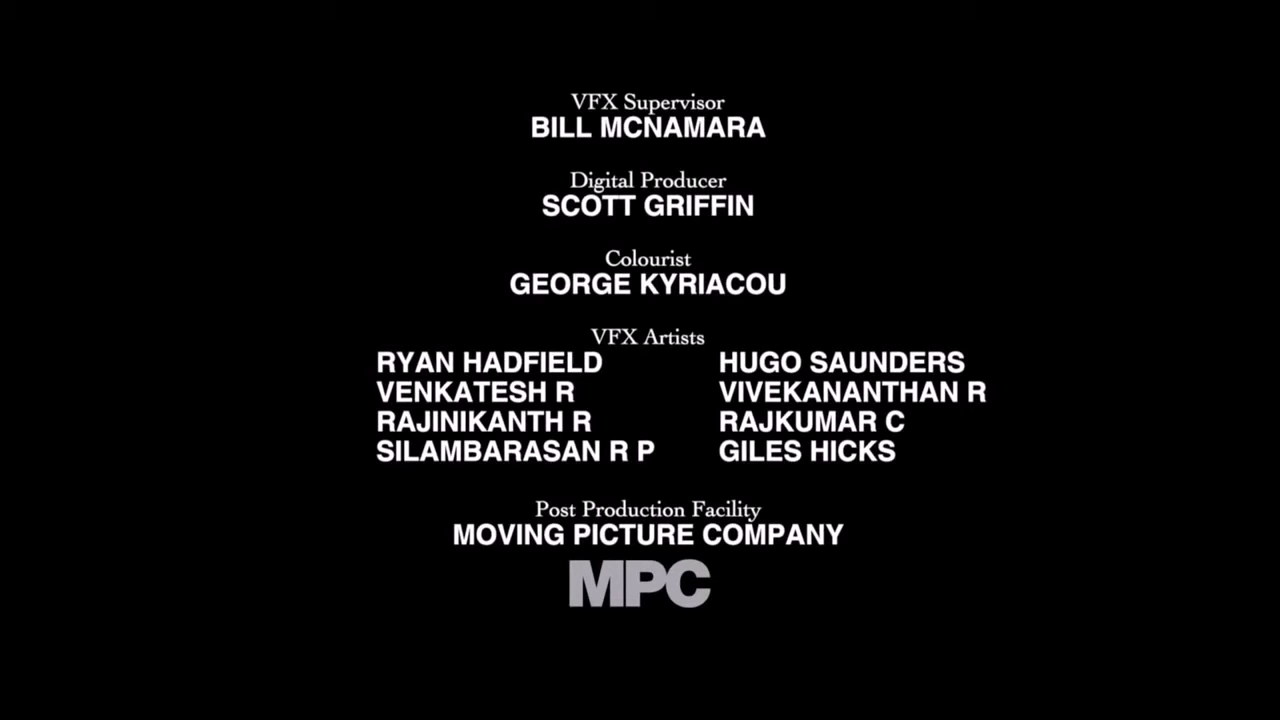 VFX Supervisor
BILL MCNAMARA
Digital Producer
SCOTT GRIFFIN
Colourist
GEORGE KYRIACOU
VFX Artists
RYAN HADFIELD HUGO SAUNDERS
VENKATESH R VIVEKANANTHAN R
RAJINIKANTH R RAJKUMAR C
SILAMBARASAN R P GILES HICKS
Post Production Facility
MOVING PICTURE COMPANY
MPC